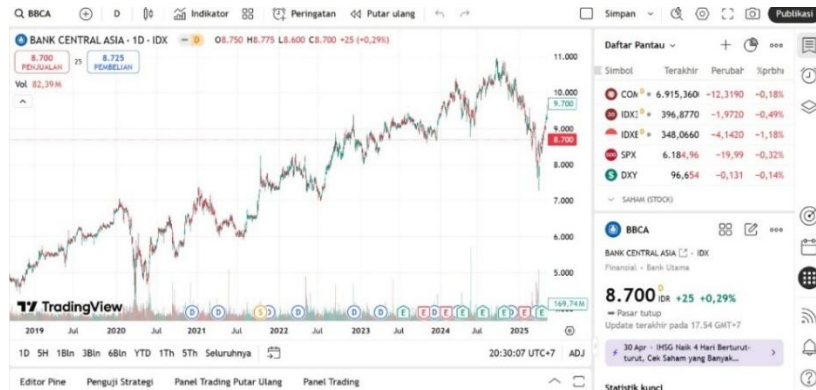 BBCA
D
Indikator
Peringatan
Putar ulang
Simpan
Publikasi
BANK CENTRAL ASIA · 1D · IDX
D
O8.750 H8.775 L8.600 C8.700 +25 (+0,29%)
8.700
PENJUALAN
25
8.725
PEMBELIAN
Vol 82,39M
11.000
10.000
9.700
9.000
8.700
8.000
7.000
6.000
5.000
169,74M
TradingView
D D S D D D D E E D E E E E D E E
2019 Jul 2020 Jul 2021 Jul 2022 Jul 2023 Jul 2024 Jul 2025
1D 5H 1Bln 3Bln 6Bln YTD 1Th 5Th Seluruhnya
20:30:07 UTC+7 ADJ
Editor Pine Penguji Strategi Panel Trading Putar Ulang Panel Trading
Daftar Pantau
Simbol Terakhir Perubah %prbhn
COM D 6.915,360 −12,3190 −0,18%
IDX D 396,8770 −1,9720 −0,49%
IDXE D 348,0660 −4,1420 −1,18%
SPX 6.184,96 −19,99 −0,32%
DXY 96,654 −0,131 −0,14%
SAHAM (STOCK)
BBCA
BANK CENTRAL ASIA · IDX
Finansial · Bank Utama
8.700 D IDR +25 +0,29%
Pasar tutup
Update terakhir pada 17.54 GMT+7
30 Apr · IHSG Naik 4 Hari Berturut-
turut, Cek Saham yang Banyak...
Statistik kunci